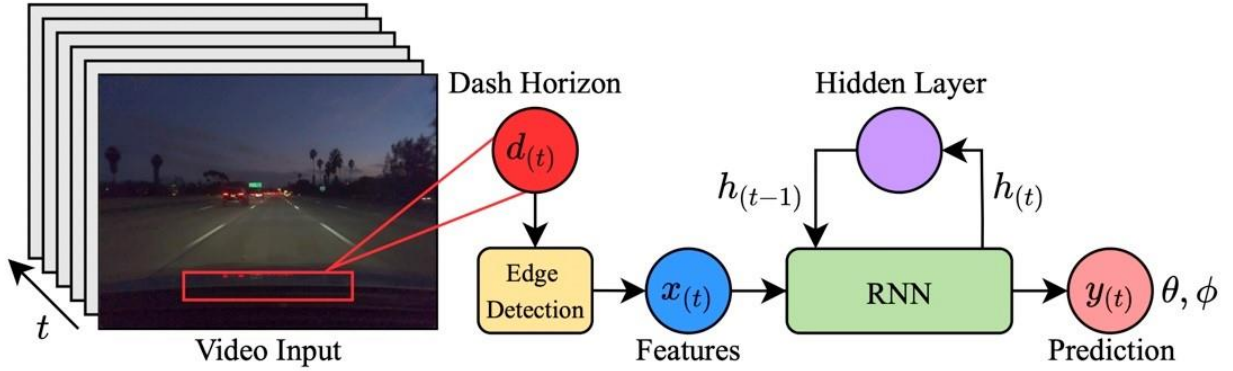 Dash Horizon
Hidden Layer
d(t)
h(t−1)
h(t)
Edge
Detection
x(t)
RNN
y(t)
θ, ϕ
t
Video Input
Features
Prediction